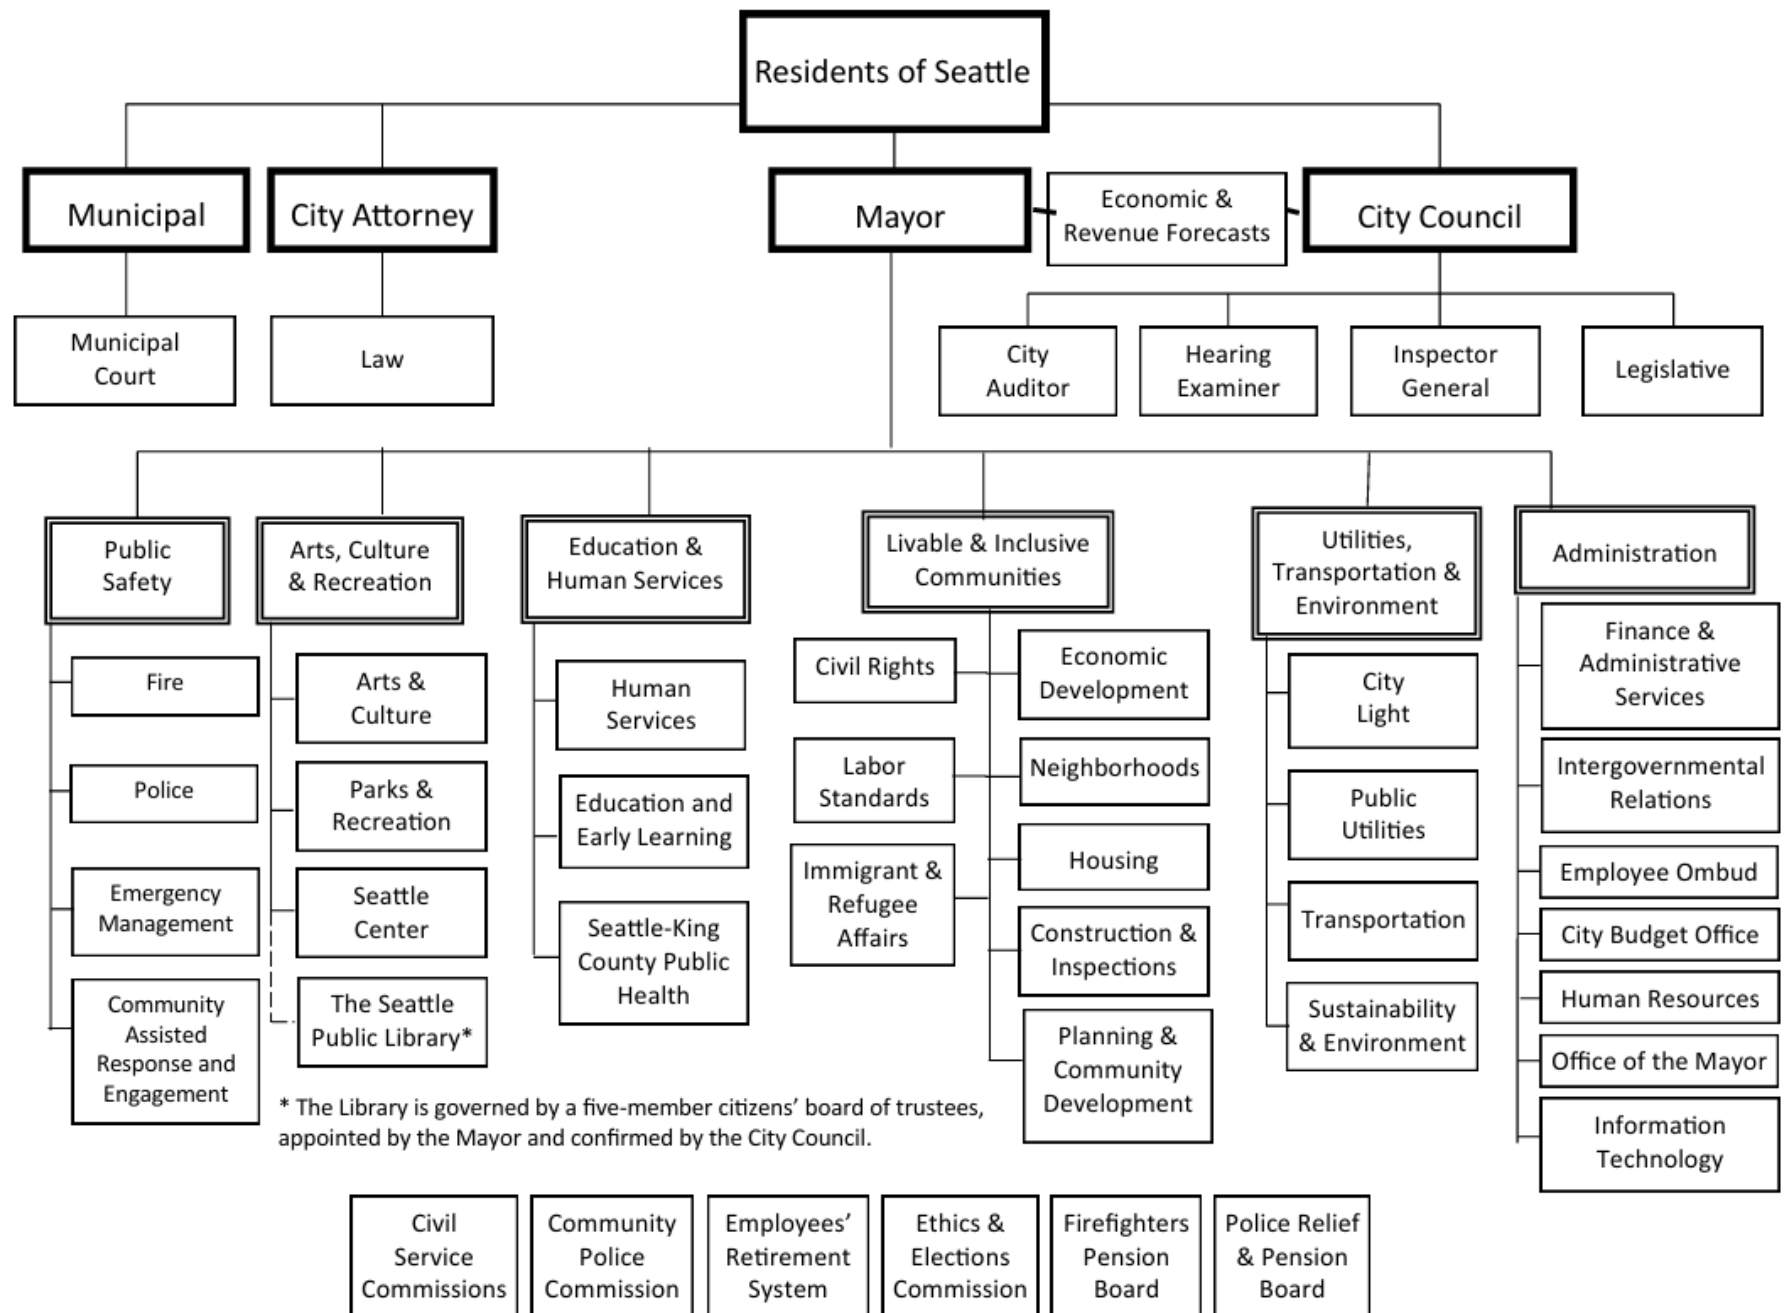 Residents of Seattle
Municipal
City Attorney
Mayor
Economic &
Revenue Forecasts
City Council
Municipal
Court
Law
City
Auditor
Hearing
Examiner
Inspector
General
Legislative
Public
Safety
Fire
Police
Emergency
Management
Community
Assisted
Response and
Engagement
Arts, Culture
& Recreation
Arts &
Culture
Parks &
Recreation
Seattle
Center
The Seattle
Public Library*
Education &
Human Services
Human
Services
Education and
Early Learning
Seattle-King
County Public
Health
Livable & Inclusive
Communities
Civil Rights
Labor
Standards
Immigrant &
Refugee
Affairs
Economic
Development
Neighborhoods
Housing
Construction &
Inspections
Planning &
Community
Development
Utilities,
Transportation &
Environment
City
Light
Public
Utilities
Transportation
Sustainability
& Environment
Administration
Finance &
Administrative
Services
Intergovernmental
Relations
Employee Ombud
City Budget Office
Human Resources
Office of the Mayor
Information
Technology
* The Library is governed by a five-member citizens’ board of trustees,
appointed by the Mayor and confirmed by the City Council.
Civil
Service
Commissions
Community
Police
Commission
Employees’
Retirement
System
Ethics &
Elections
Commission
Firefighters
Pension
Board
Police Relief
& Pension
Board